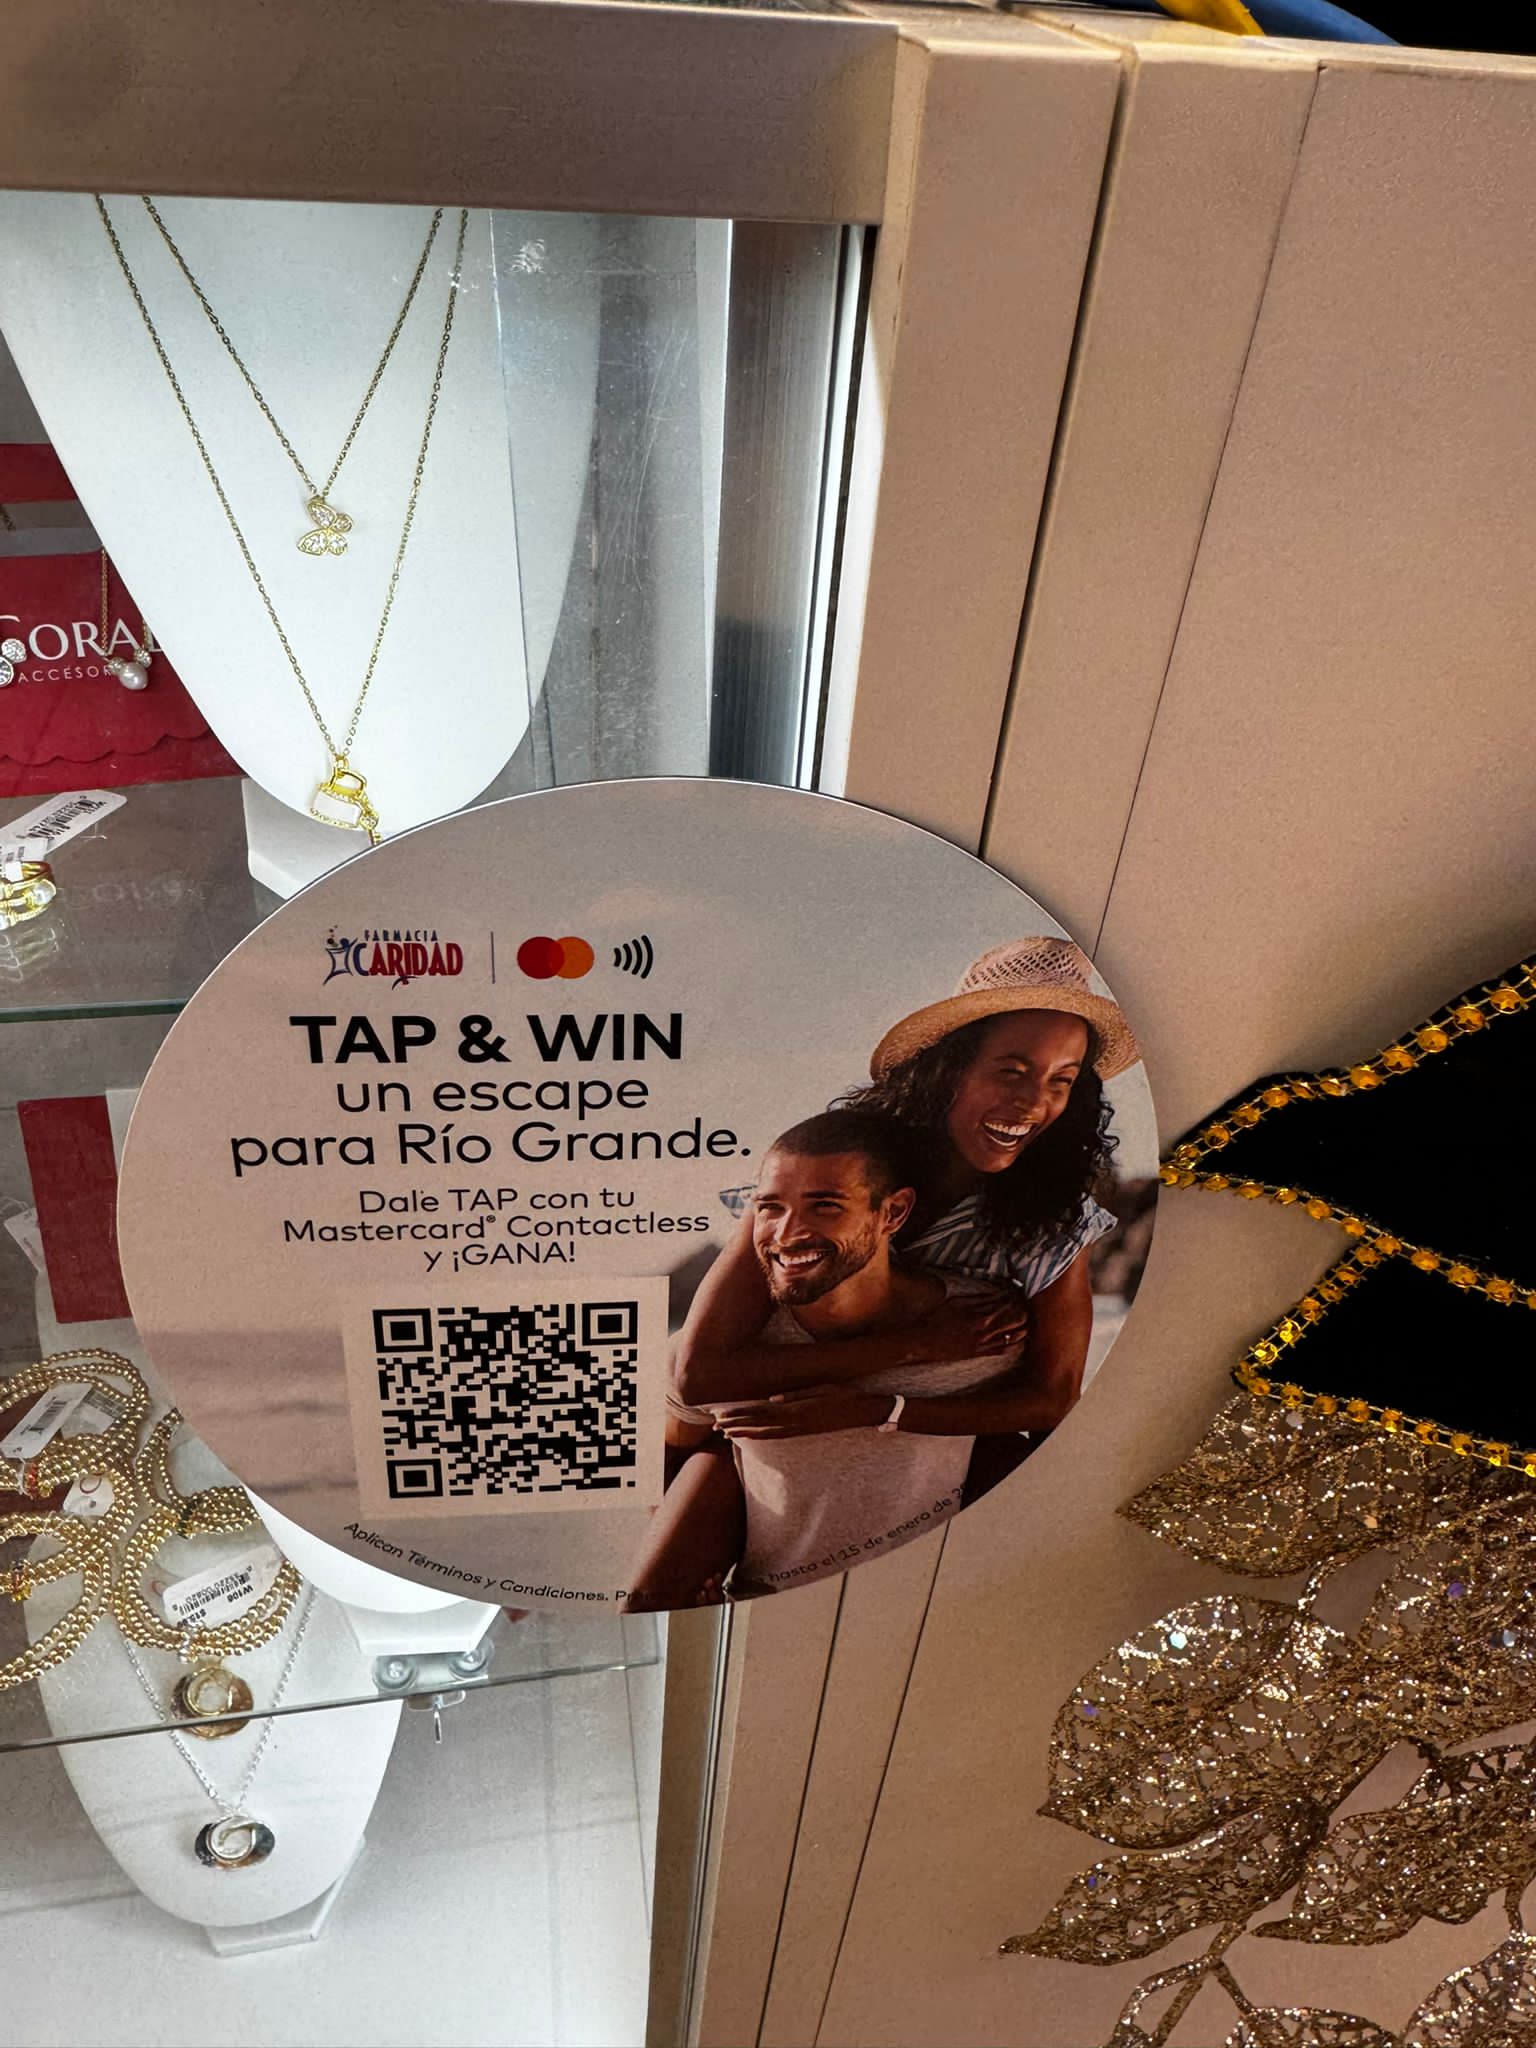 CORAL
ACCESOR
FARMACIA
CARIDAD
TAP & WIN
un escape
para Río Grande.
Dale TAP con tu
Mastercard® Contactless
y ¡GANA!
Aplican Términos y Condiciones.
hasta el 15 de enero de
W106